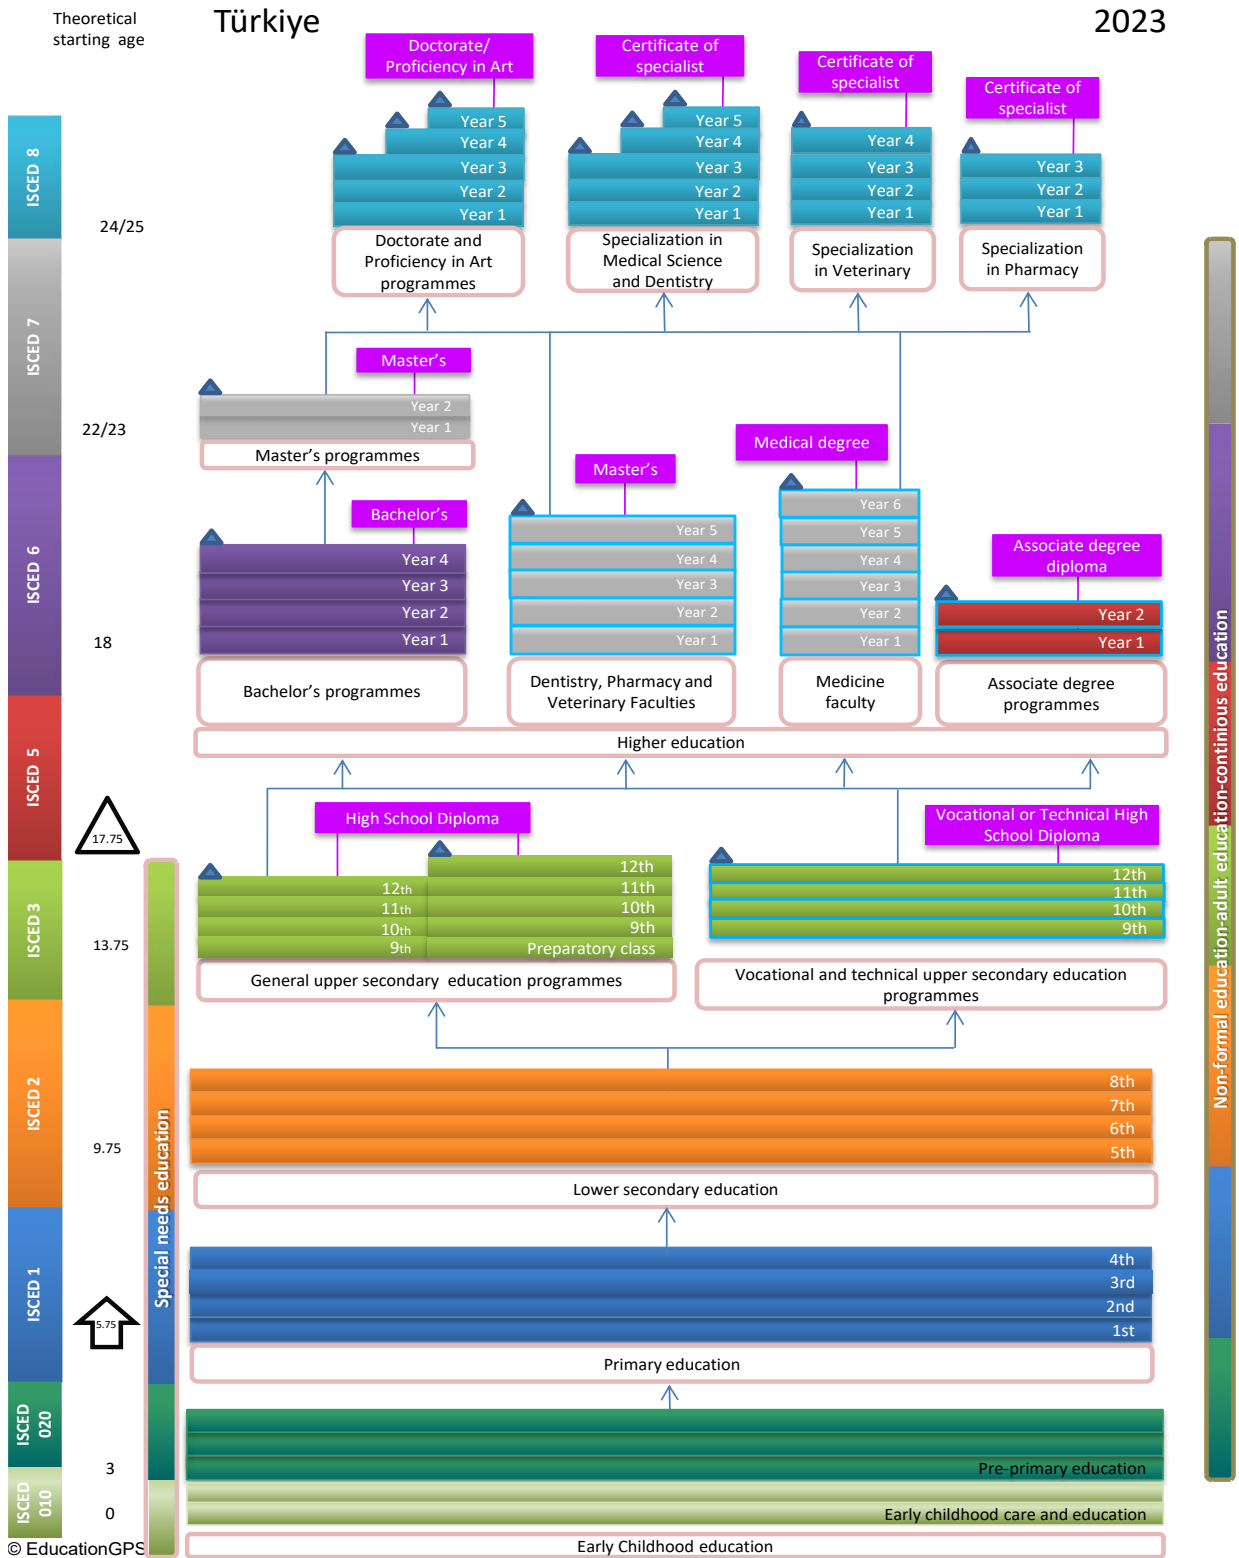 Theoretical
starting age
Türkiye
2023
Doctorate/
Proficiency in Art
Certificate of
specialist
Certificate of
specialist
Certificate of
specialist
Year 5
Year 4
Year 3
Year 2
Year 1
Year 5
Year 4
Year 3
Year 2
Year 1
Year 4
Year 3
Year 2
Year 1
Year 3
Year 2
Year 1
ISCED 8
24/25
Doctorate and
Proficiency in Art
programmes
Specialization in
Medical Science
and Dentistry
Specialization
in Veterinary
Specialization
in Pharmacy
ISCED 7
Master's
Year 2
Year 1
22/23
Master's programmes
Medical degree
Master's
Bachelor's
ISCED 6
Year 4
Year 3
Year 2
Year 1
Year 5
Year 4
Year 3
Year 2
Year 1
Year 6
Year 5
Year 4
Year 3
Year 2
Year 1
Associate degree
diploma
Year 2
Year 1
18
Bachelor's programmes
Dentistry, Pharmacy and
Veterinary Faculties
Medicine
faculty
Associate degree
programmes
Higher education
ISCED 5
17.75
High School Diploma
Vocational or Technical High
School Diploma
ISCED 3
12th
11th
10th
9th
12th
11th
10th
9th
Preparatory class
12th
11th
10th
9th
13.75
General upper secondary education programmes
Vocational and technical upper secondary education
programmes
ISCED 2
8th
7th
6th
5th
9.75
Lower secondary education
ISCED 1
4th
3rd
2nd
1st
5.75
Primary education
ISCED
020
3
Pre-primary education
ISCED
010
0
Early childhood care and education
Early Childhood education
Special needs education
Non-formal education-adult education-continious education
© EducationGPS